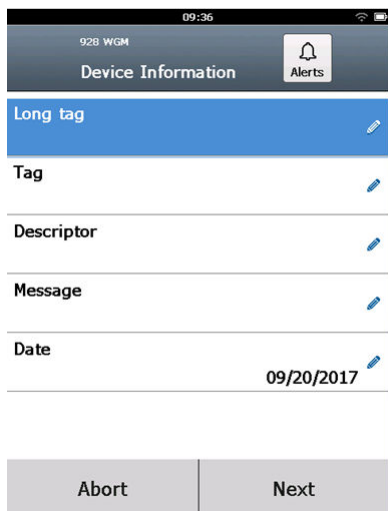 09:36
928 WGM
Device Information
Alerts
Long tag
Tag
Descriptor
Message
Date
09/20/2017
Abort
Next